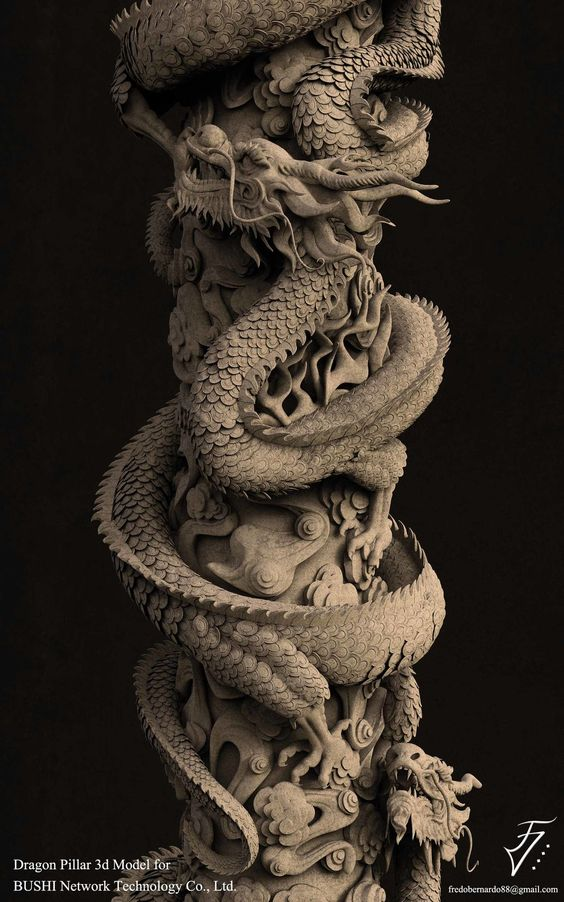 Dragon Pillar 3d Model for
BUSHI Network Technology Co., Ltd.
fredobernardo88@gmail.com